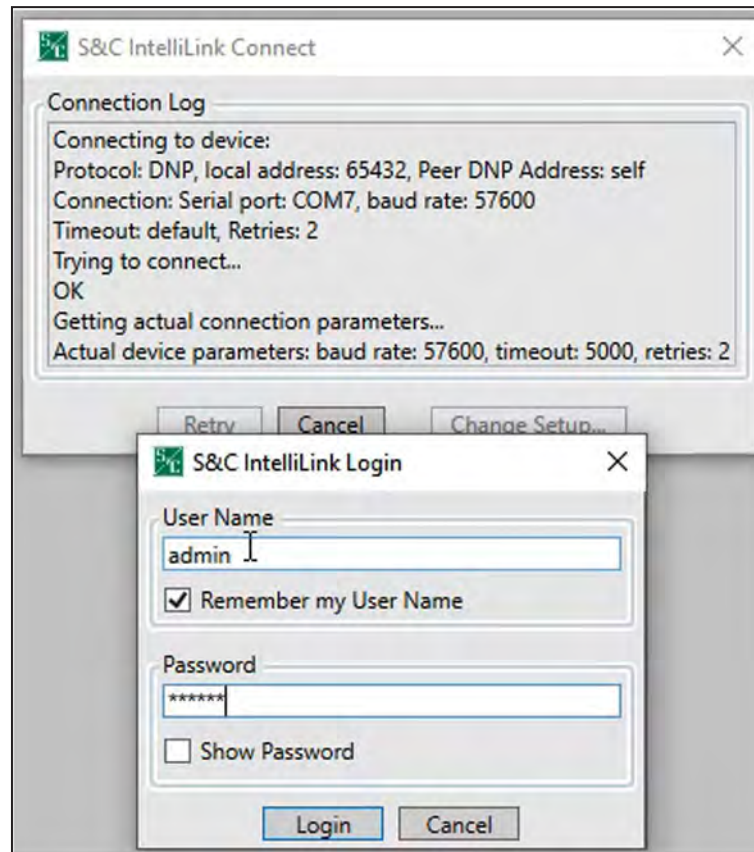 S&C IntelliLink Connect
Connection Log
Connecting to device:
Protocol: DNP, local address: 65432, Peer DNP Address: self
Connection: Serial port: COM7, baud rate: 57600
Timeout: default, Retries: 2
Trying to connect...
OK
Getting actual connection parameters...
Actual device parameters: baud rate: 57600, timeout: 5000, retries: 2
Retry Cancel Change Setup...
S&C IntelliLink Login
User Name
admin
Remember my User Name
Password
******
Show Password
Login Cancel